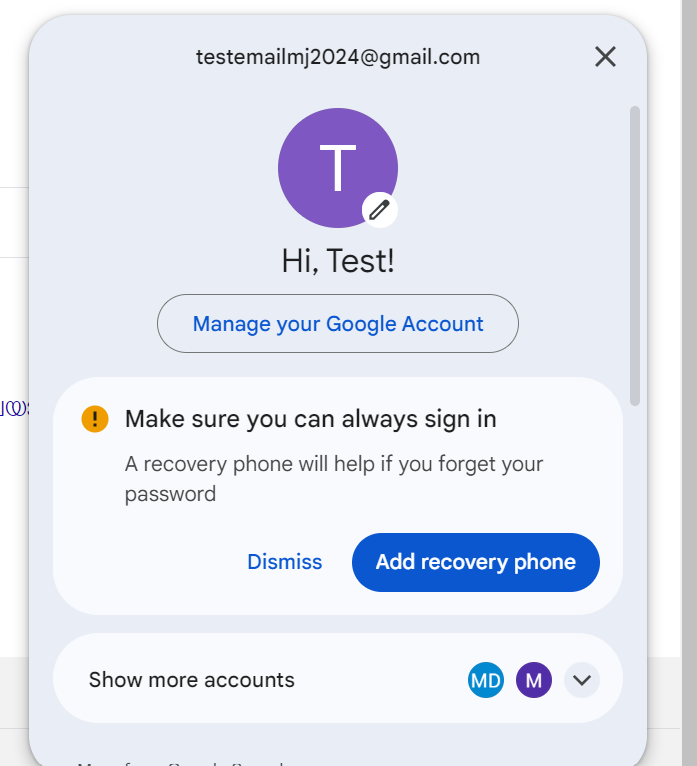 testemailmj2024@gmail.com
T
Hi, Test!
Manage your Google Account
Make sure you can always sign in
A recovery phone will help if you forget your
password
Dismiss
Add recovery phone
Show more accounts
MD
M